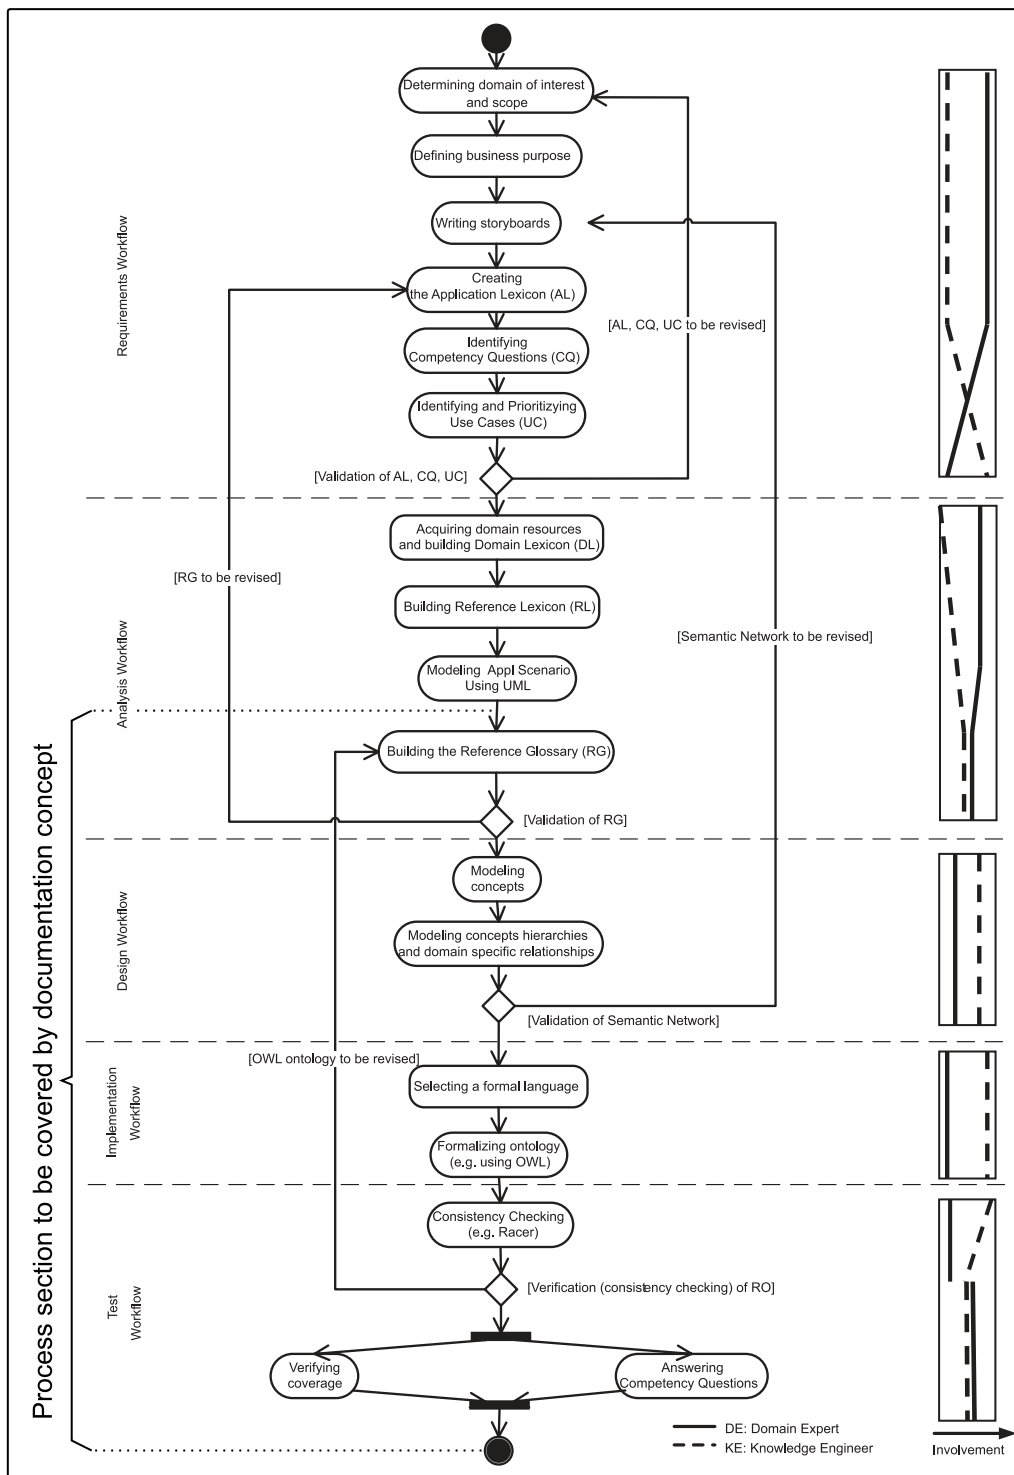 Determining domain of interest
and scope
Defining business purpose
Writing storyboards
Creating
the Application Lexicon (AL)
[AL, CQ, UC to be revised]
Identifying
Competency Questions (CQ)
Identifying and Prioritizying
Use Cases (UC)
[Validation of AL, CQ, UC]
Requirements Workflow
Acquiring domain resources
and building Domain Lexicon (DL)
[RG to be revised]
Building Reference Lexicon (RL)
[Semantic Network to be revised]
Modeling Appl Scenario
Using UML
Analysis Workflow
Building the Reference Glossary (RG)
[Validation of RG]
Modeling
concepts
Modeling concepts hierarchies
and domain specific relationships
Design Workflow
[Validation of Semantic Network]
[OWL ontology to be revised]
Selecting a formal language
Formalizing ontology
(e.g. using OWL)
Implementation
Workflow
Consistency Checking
(e.g. Racer)
[Verification (consistency checking) of RO]
Test
Workflow
Verifying
coverage
Answering
Competency Questions
Process section to be covered by documentation concept
DE: Domain Expert
KE: Knowledge Engineer
Involvement